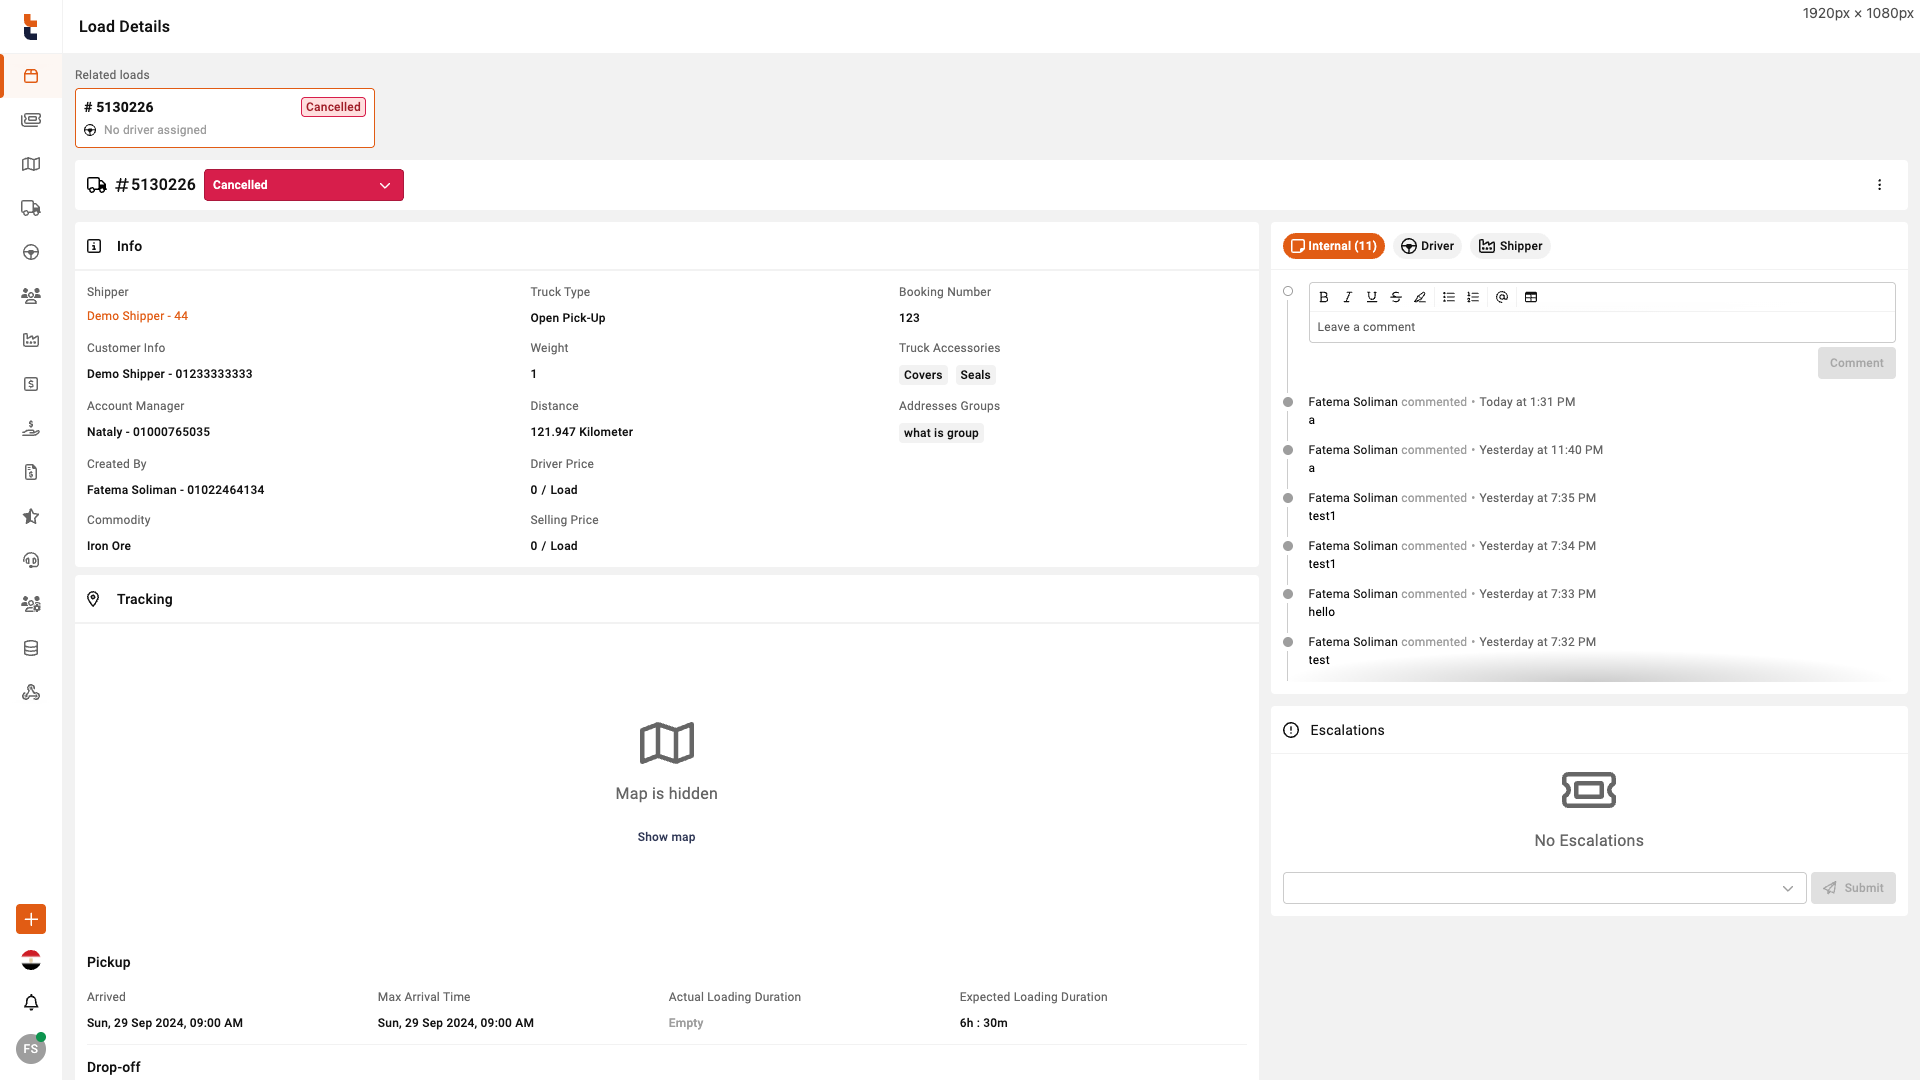 Load Details
1920px × 1080px
Related loads
# 5130226
Cancelled
No driver assigned
#5130226
Cancelled
Info
Shipper
Demo Shipper - 44
Truck Type
Open Pick-Up
Booking Number
123
Customer Info
Demo Shipper - 01233333333
Weight
1
Truck Accessories
Covers
Seals
Account Manager
Nataly - 01000765035
Distance
121.947 Kilometer
Addresses Groups
what is group
Created By
Fatema Soliman - 01022464134
Driver Price
0 / Load
Commodity
Iron Ore
Selling Price
0 / Load
Tracking
Map is hidden
Show map
Pickup
Arrived
Sun, 29 Sep 2024, 09:00 AM
Max Arrival Time
Sun, 29 Sep 2024, 09:00 AM
Actual Loading Duration
Empty
Expected Loading Duration
6h : 30m
Drop-off
Internal (11)
Driver
Shipper
B I U S
Leave a comment
Comment
Fatema Soliman commented • Today at 1:31 PM
a
Fatema Soliman commented • Yesterday at 11:40 PM
a
Fatema Soliman commented • Yesterday at 7:35 PM
test1
Fatema Soliman commented • Yesterday at 7:34 PM
test1
Fatema Soliman commented • Yesterday at 7:33 PM
hello
Fatema Soliman commented • Yesterday at 7:32 PM
test
Escalations
No Escalations
Submit
FS